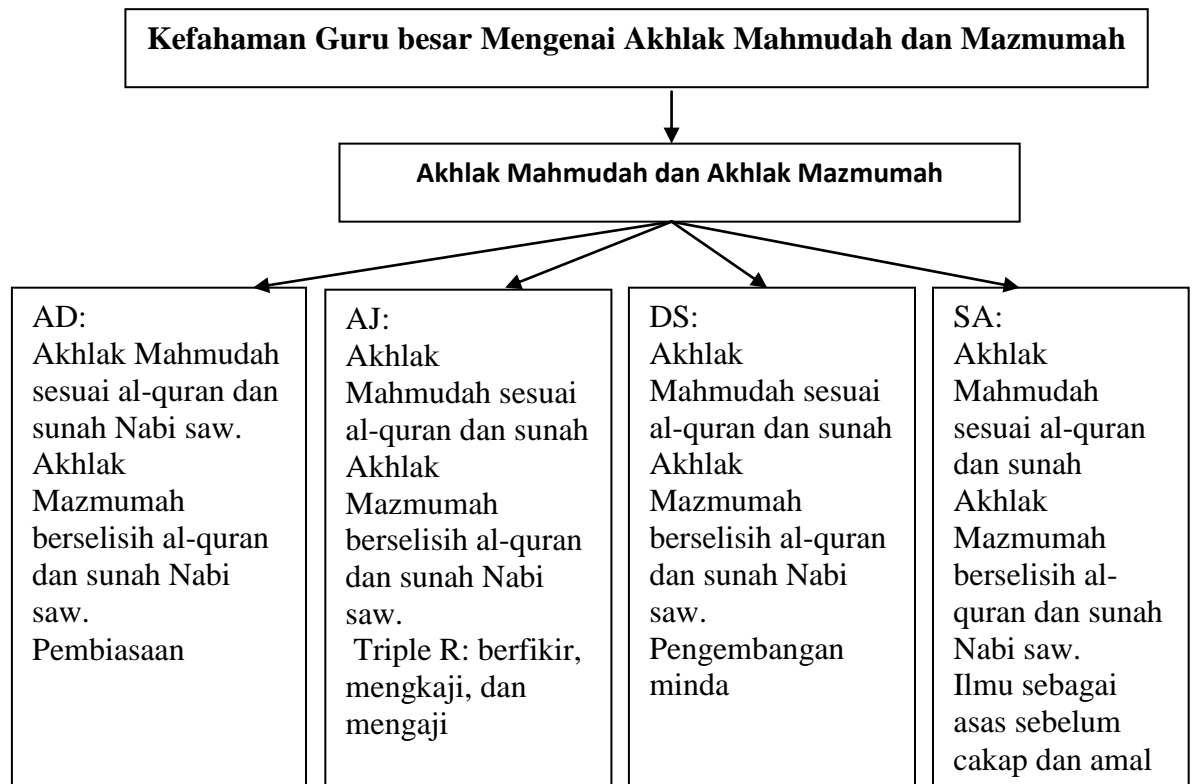 Kefahaman Guru besar Mengenai Akhlak Mahmudah dan Mazmumah
Akhlak Mahmudah dan Akhlak Mazmumah
AD:
Akhlak Mahmudah
sesuai al-quran dan
sunah Nabi saw.
Akhlak
Mazmumah
berselisih al-quran
dan sunah Nabi
saw.
Pembiasaan
AJ:
Akhlak
Mahmudah sesuai
al-quran dan sunah
Akhlak
Mazmumah
berselisih al-quran
dan sunah Nabi
saw.
Triple R: berfikir,
mengkaji, dan
mengaji
DS:
Akhlak
Mahmudah sesuai
al-quran dan sunah
Akhlak
Mazmumah
berselisih al-quran
dan sunah Nabi
saw.
Pengembangan
minda
SA:
Akhlak
Mahmudah
sesuai al-quran
dan sunah
Akhlak
Mazmumah
berselisih al-
quran dan sunah
Nabi saw.
Ilmu sebagai
asas sebelum
cakap dan amal